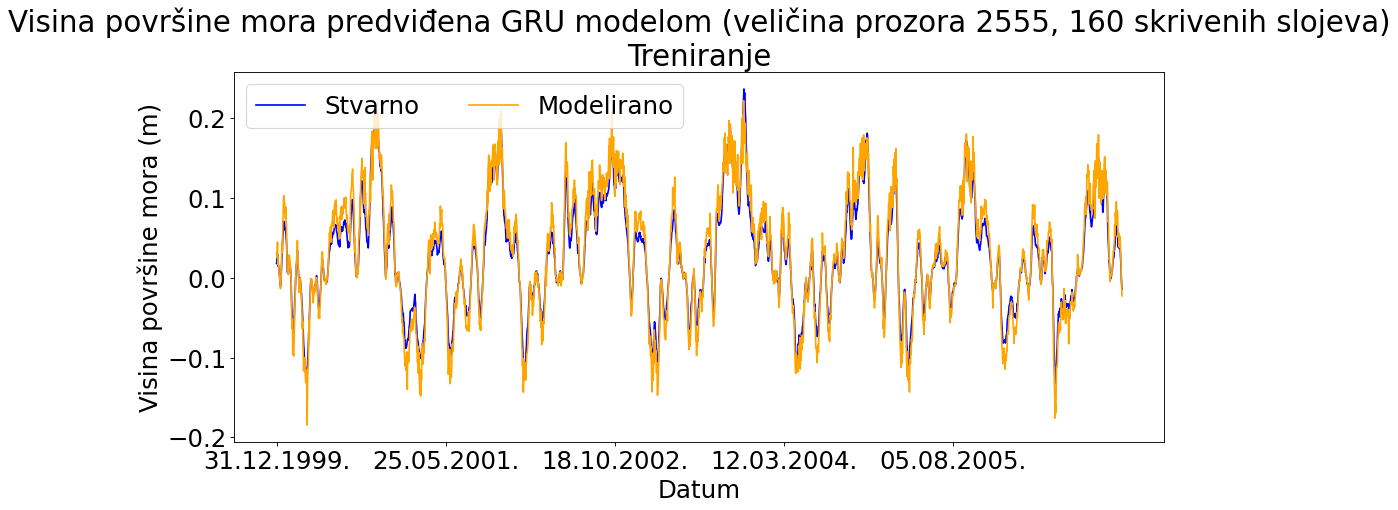 Visina površine mora predviđena GRU modelom (veličina prozora 2555, 160 skrivenih slojeva)
Treniranje
Stvarno
Modelirano
Visina površine mora (m)
0.2
0.1
0.0
−0.1
−0.2
31.12.1999.
25.05.2001.
18.10.2002.
12.03.2004.
05.08.2005.
Datum